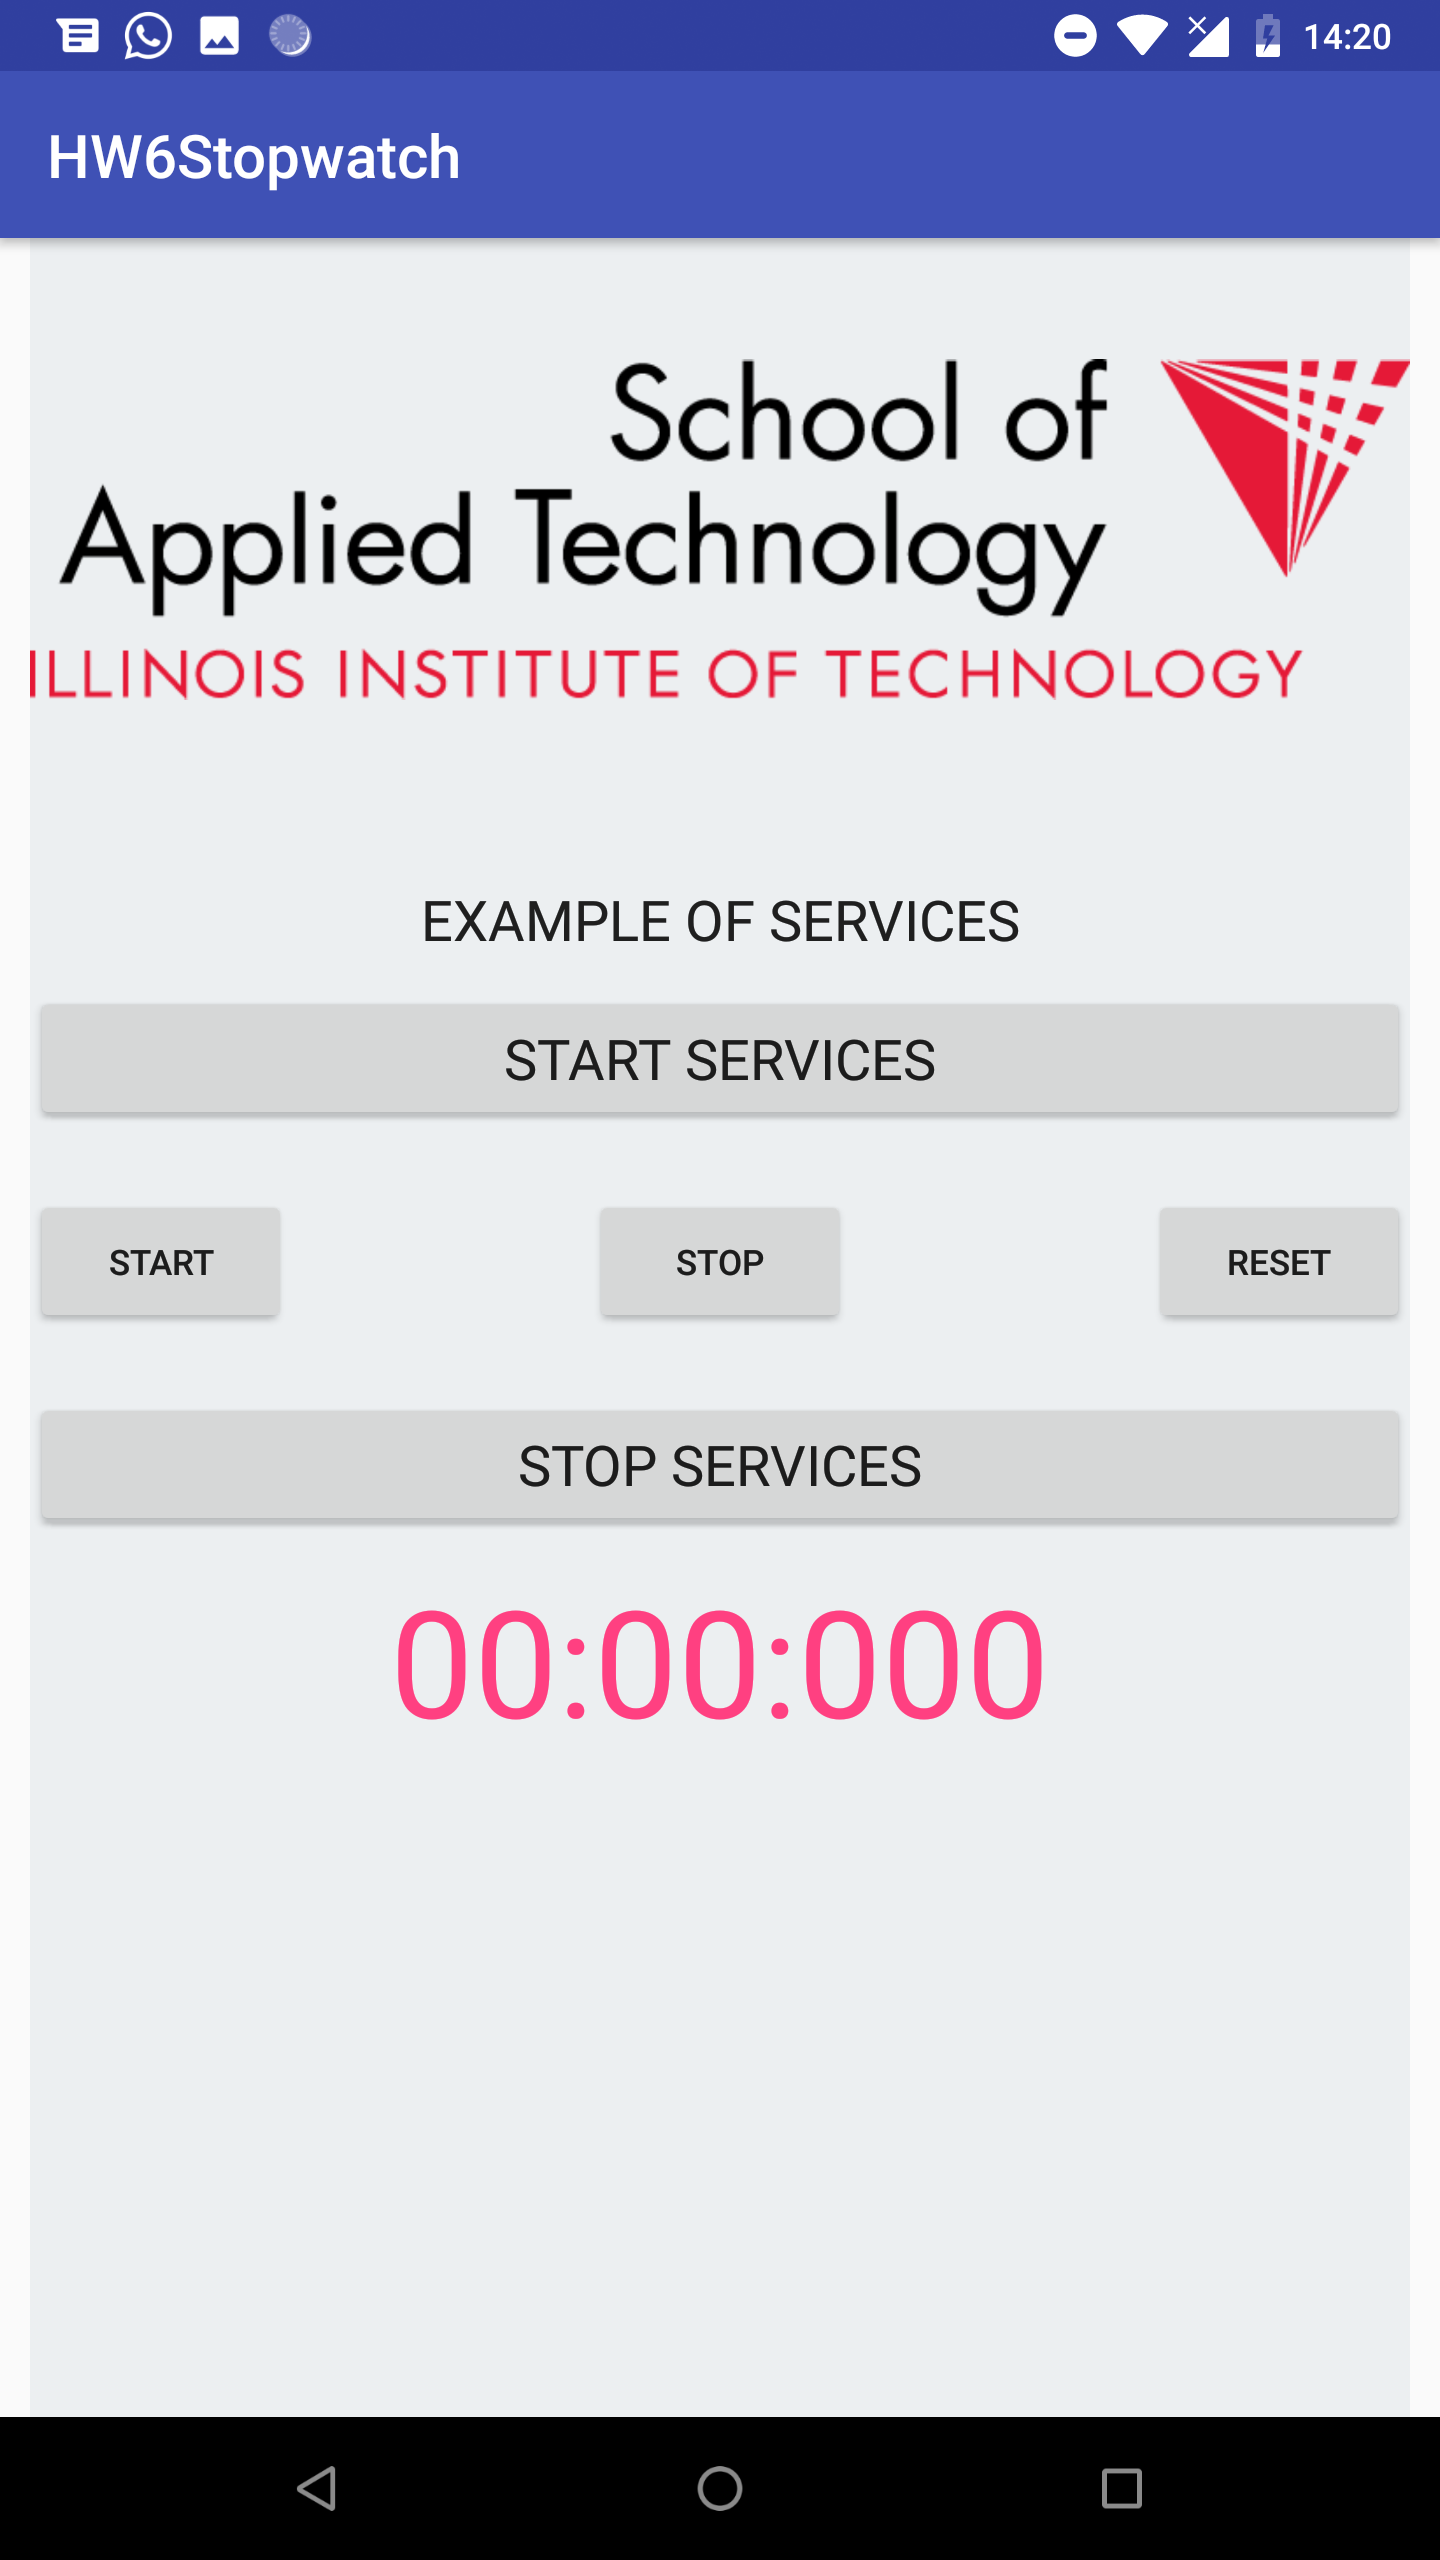 14:20
HW6Stopwatch
School of
Applied Technology
ILLINOIS INSTITUTE OF TECHNOLOGY
EXAMPLE OF SERVICES
START SERVICES
START STOP RESET
STOP SERVICES
00:00:000